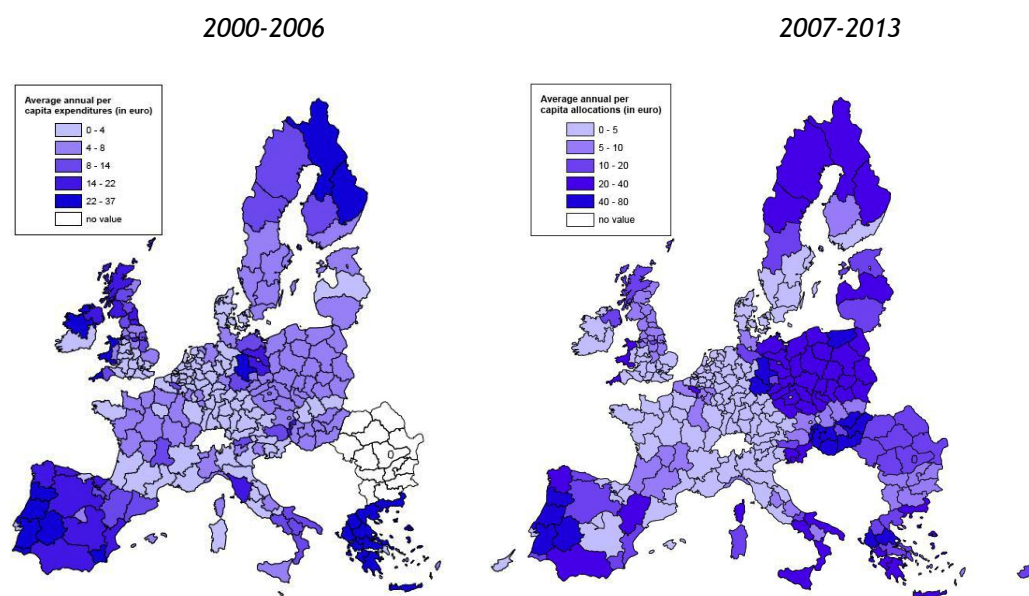 2000-2006
2007-2013
Average annual per
capita expenditures (in euro)
0 - 4
4 - 8
8 - 14
14 - 22
22 - 37
no value
Average annual per
capita allocations (in euro)
0 - 5
5 - 10
10 - 20
20 - 40
40 - 80
no value